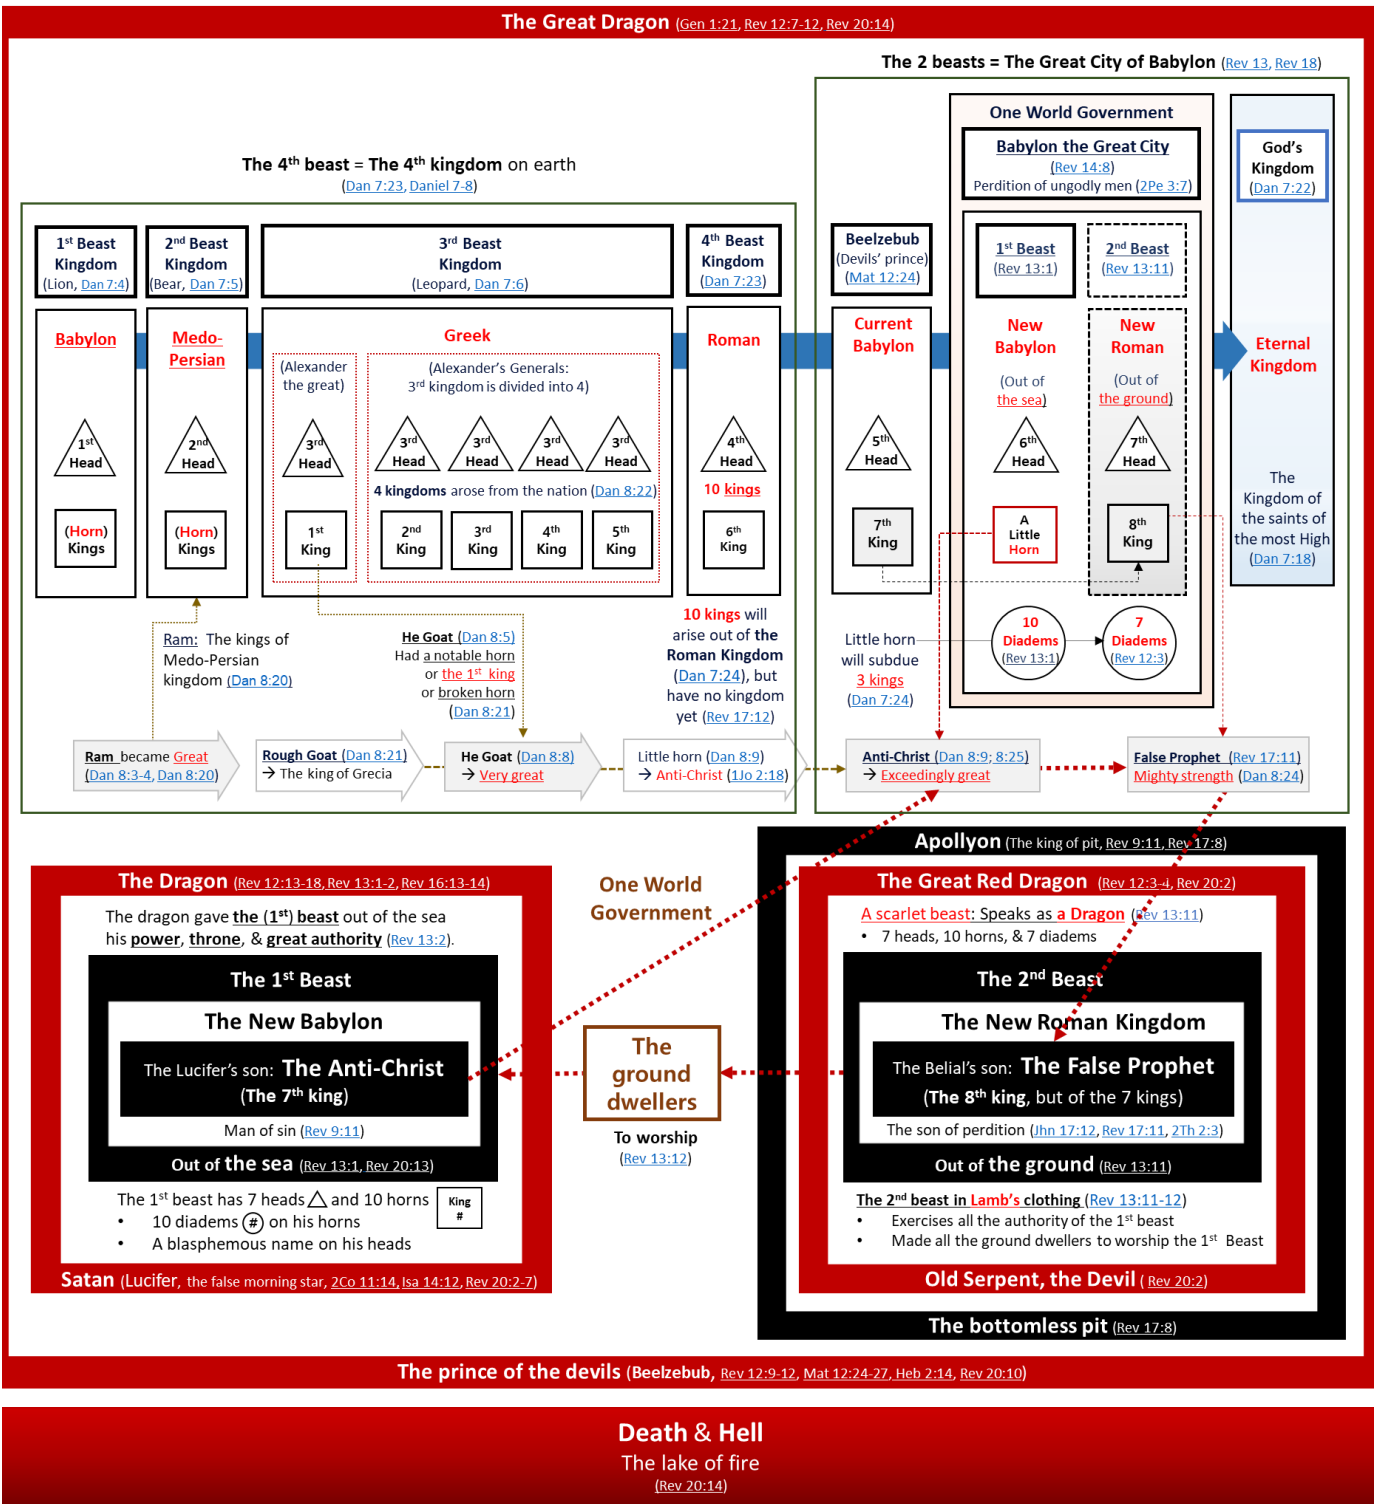 The Great Dragon (Gen 1:21, Rev 12:7-12, Rev 20:14)
The 2 beasts = The Great City of Babylon (Rev 13, Rev 18)
The 4th beast = The 4th kingdom on earth
(Dan 7:23, Daniel 7-8)
1st Beast
Kingdom
(Lion, Dan 7:4)
2nd Beast
Kingdom
(Bear, Dan 7:5)
3rd Beast
Kingdom
(Leopard, Dan 7:6)
4th Beast
Kingdom
(Dan 7:23)
Beelzebub
(Devils' prince)
(Mat 12:24)
One World Government
Babylon the Great City
(Rev 14:8)
Perdition of ungodly men (2Pe 3:7)
1st Beast
(Rev 13:1)
2nd Beast
(Rev 13:11)
God's
Kingdom
(Dan 7:22)
Babylon
1st
Head
(Horn)
Kings
Medo-
Persian
2nd
Head
(Horn)
Kings
Greek
(Alexander
the great)
3rd
Head
1st
King
(Alexander's Generals:
3rd kingdom is divided into 4)
3rd
Head
3rd
Head
3rd
Head
3rd
Head
4 kingdoms arose from the nation (Dan 8:22)
2nd
King
3rd
King
4th
King
5th
King
Roman
4th
Head
10 kings
6th
King
Current
Babylon
5th
Head
7th
King
New
Babylon
(Out of
the sea)
6th
Head
A
Little
Horn
10
Diadems
(Rev 13:1)
New
Roman
(Out of
the ground)
7th
Head
8th
King
7
Diadems
(Rev 12:3)
Eternal
Kingdom
The
Kingdom of
the saints of
the most High
(Dan 7:18)
Ram: The kings of
Medo-Persian
kingdom (Dan 8:20)
He Goat (Dan 8:5)
Had a notable horn
or the 1st king
or broken horn
(Dan 8:21)
10 kings will
arise out of the
Roman Kingdom
(Dan 7:24), but
have no kingdom
yet (Rev 17:12)
Little horn
will subdue
3 kings
(Dan 7:24)
Ram became Great
(Dan 8:3-4, Dan 8:20)
Rough Goat (Dan 8:21)
→ The king of Grecia
He Goat (Dan 8:8)
→ Very great
Little horn (Dan 8:9)
→ Anti-Christ (1Jo 2:18)
Anti-Christ (Dan 8:9; 8:25)
→ Exceedingly great
False Prophet (Rev 17:11)
Mighty strength (Dan 8:24)
The Dragon (Rev 12:13-18, Rev 13:1-2, Rev 16:13-14)
The dragon gave the (1st) beast out of the sea
his power, throne, & great authority (Rev 13:2).
The 1st Beast
The New Babylon
The Lucifer's son: The Anti-Christ
(The 7th king)
Man of sin (Rev 9:11)
Out of the sea (Rev 13:1, Rev 20:13)
The 1st beast has 7 heads △ and 10 horns
King
#
• 10 diadems (#) on his horns
• A blasphemous name on his heads
Satan (Lucifer, the false morning star, 2Co 11:14, Isa 14:12, Rev 20:2-7)
One World
Government
The
ground
dwellers
To worship
(Rev 13:12)
Apollyon (The king of pit, Rev 9:11, Rev 17:8)
The Great Red Dragon (Rev 12:3-4, Rev 20:2)
A scarlet beast: Speaks as a Dragon (Rev 13:11)
• 7 heads, 10 horns, & 7 diadems
The 2nd Beast
The New Roman Kingdom
The Belial's son: The False Prophet
(The 8th king, but of the 7 kings)
The son of perdition (Jhn 17:12, Rev 17:11, 2Th 2:3)
Out of the ground (Rev 13:11)
The 2nd beast in Lamb's clothing (Rev 13:11-12)
• Exercises all the authority of the 1st beast
• Made all the ground dwellers to worship the 1st Beast
Old Serpent, the Devil ( Rev 20:2)
The bottomless pit (Rev 17:8)
The prince of the devils (Beelzebub, Rev 12:9-12, Mat 12:24-27, Heb 2:14, Rev 20:10)
Death & Hell
The lake of fire
(Rev 20:14)